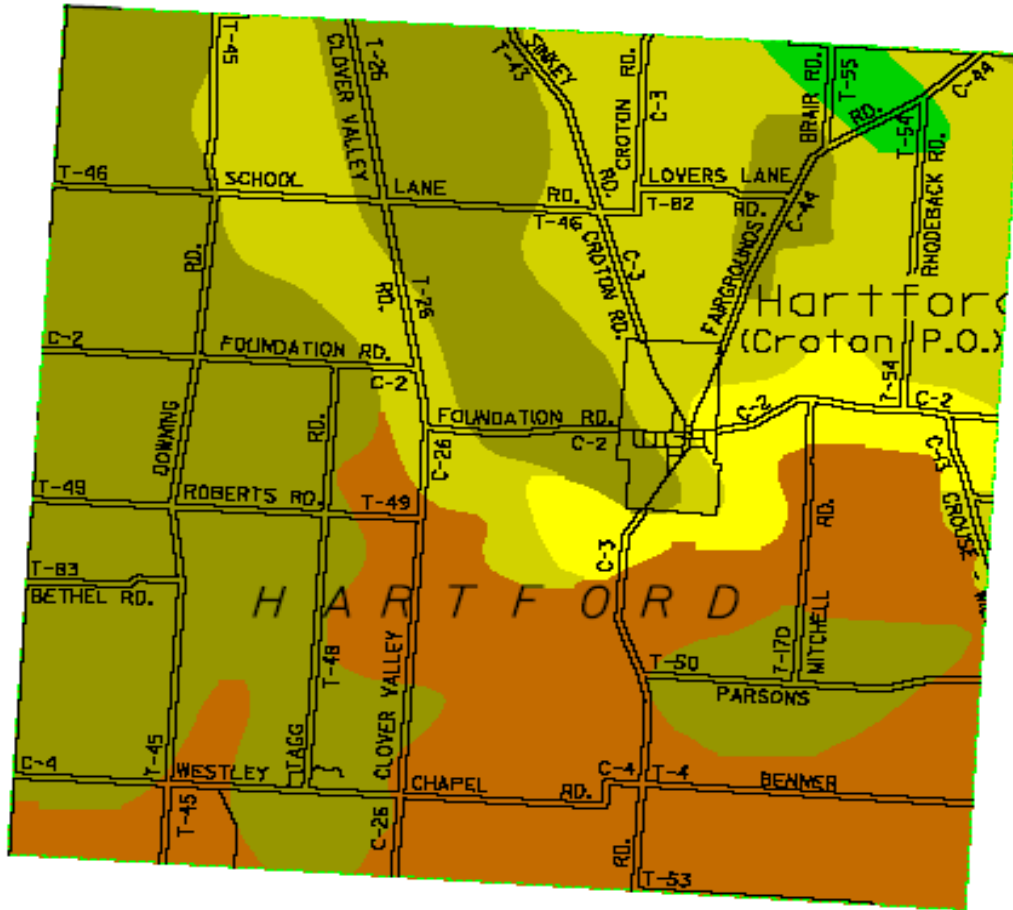 T-45
CLOVER VALLEY
T-26
SINKEY
T-43
RD.
CROTON
C-3
BRAIR RD.
T-55
C-44
RD.
T-54
RHODEBACK RD.
T-46
SCHOOL
LANE
RD.
T-46
RD.
LOVERS LANE
T-82
RD.
C-44
FAIRGROUNDS
RD.
RD.
T-26
CROTON RD.
C-3
Hartford
(Croton P.O.)
C-2
FOUNDATION RD.
C-2
T-54
C-2
C-2
DOWNING
RD.
FOUNDATION RD.
C-2
C-26
C-13
CROUSE
T-49
ROBERTS RD.
T-49
RD.
T-83
BETHEL RD.
C-3
HARTFORD
T-48
CLOVER VALLEY
T-50
T-170
MITCHELL
PARSONS
T-45
C-4
WESTLEY
TAGG
CHAPEL
RD.
C-4
T-4
BENNER
T-45
C-26
RD.
T-53